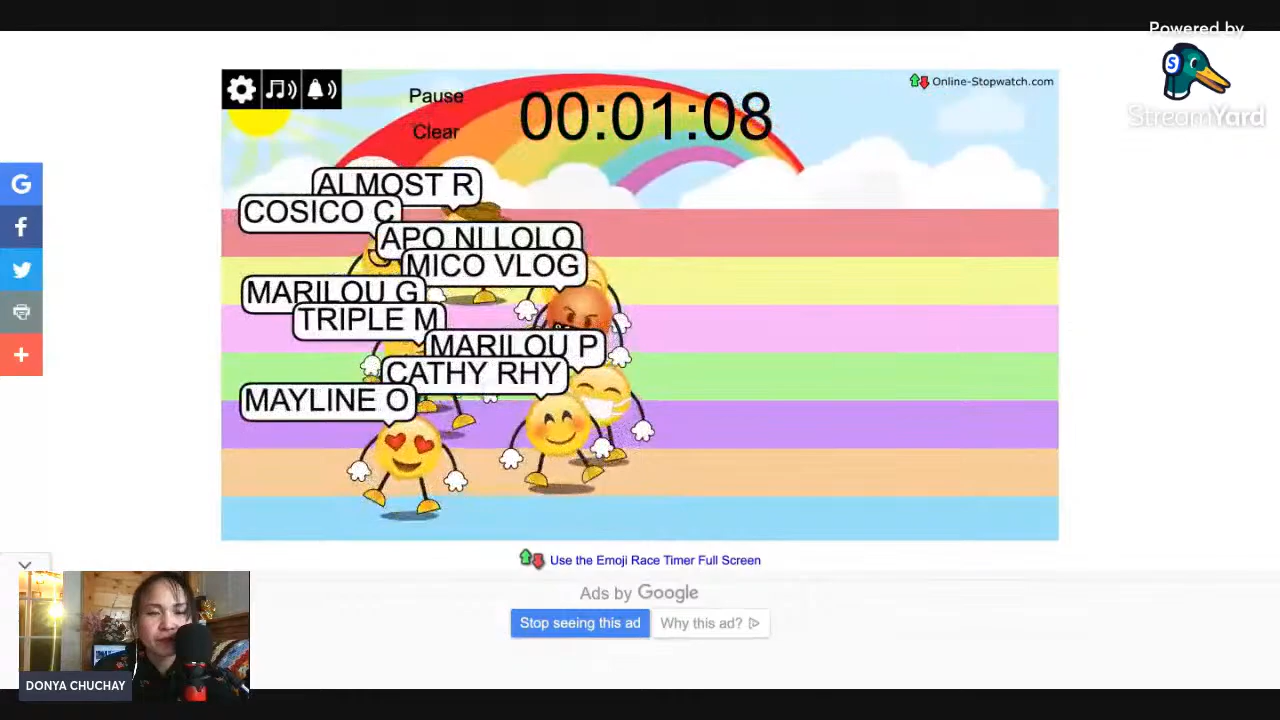 Powered by
StreamYard
Online-Stopwatch.com
Pause
Clear
00:01:08
ALMOST R
COSICO C
APO NI LOLO
MICO VLOG
MARILOU G
TRIPLE M
MARILOU P
CATHY RHY
MAYLINE O
Use the Emoji Race Timer Full Screen
Ads by Google
Stop seeing this ad
Why this ad?
DONYA CHUCHAY